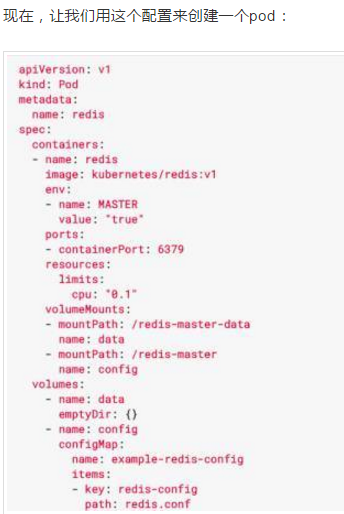 现在，让我们用这个配置来创建一个pod：
apiVersion: v1
kind: Pod
metadata:
  name: redis
spec:
  containers:
  - name: redis
    image: kubernetes/redis:v1
    env:
    - name: MASTER
      value: "true"
    ports:
    - containerPort: 6379
    resources:
      limits:
        cpu: "0.1"
    volumeMounts:
    - mountPath: /redis-master-data
      name: data
    - mountPath: /redis-master
      name: config
  volumes:
    - name: data
      emptyDir: {}
    - name: config
      configMap:
        name: example-redis-config
        items:
        - key: redis-config
          path: redis.conf